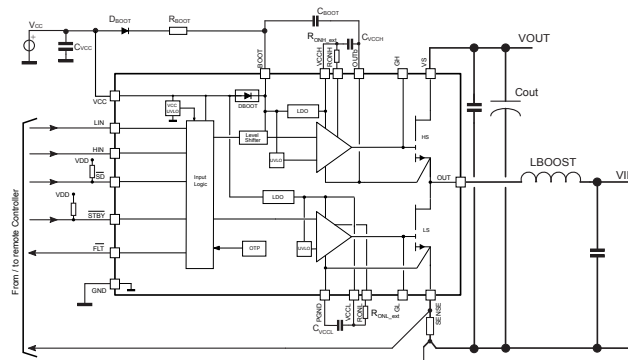 DBOOT
RBOOT
CBOOT
VCC
CVCC
RONH_ext
CVCCH
BOOT
VCCH
RONH
OUTb
GH
VS
VOUT
Cout
VCC
VCC
UVLO
DBOOT
LDO
LIN
HIN
VDD
SD
VDD
STBY
FLT
GND
Input
Logic
Level
Shifter
UVLO
HS
OUT
LBOOST
LDO
UVLO
LS
OTP
PGND
VCCL
RONL
GL
SENSE
RONL_ext
CVCCL
From / to remote Controller